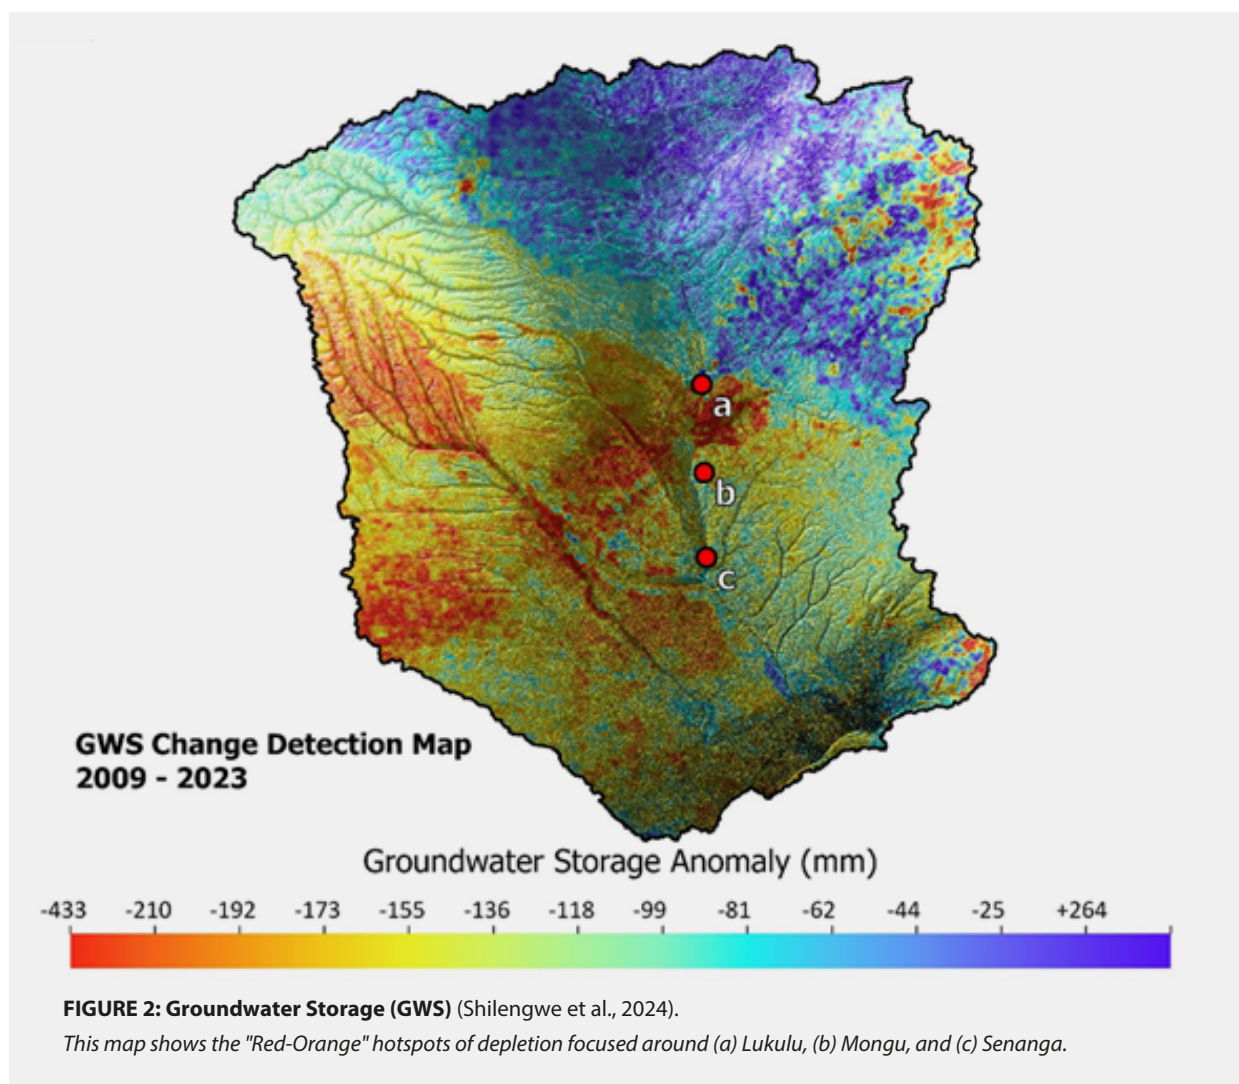 a
b
c
GWS Change Detection Map
2009 - 2023
Groundwater Storage Anomaly (mm)
-433 -210 -192 -173 -155 -136 -118 -99 -81 -62 -44 -25 +264
FIGURE 2: Groundwater Storage (GWS) (Shilengwe et al., 2024).
This map shows the "Red-Orange" hotspots of depletion focused around (a) Lukulu, (b) Mongu, and (c) Senanga.